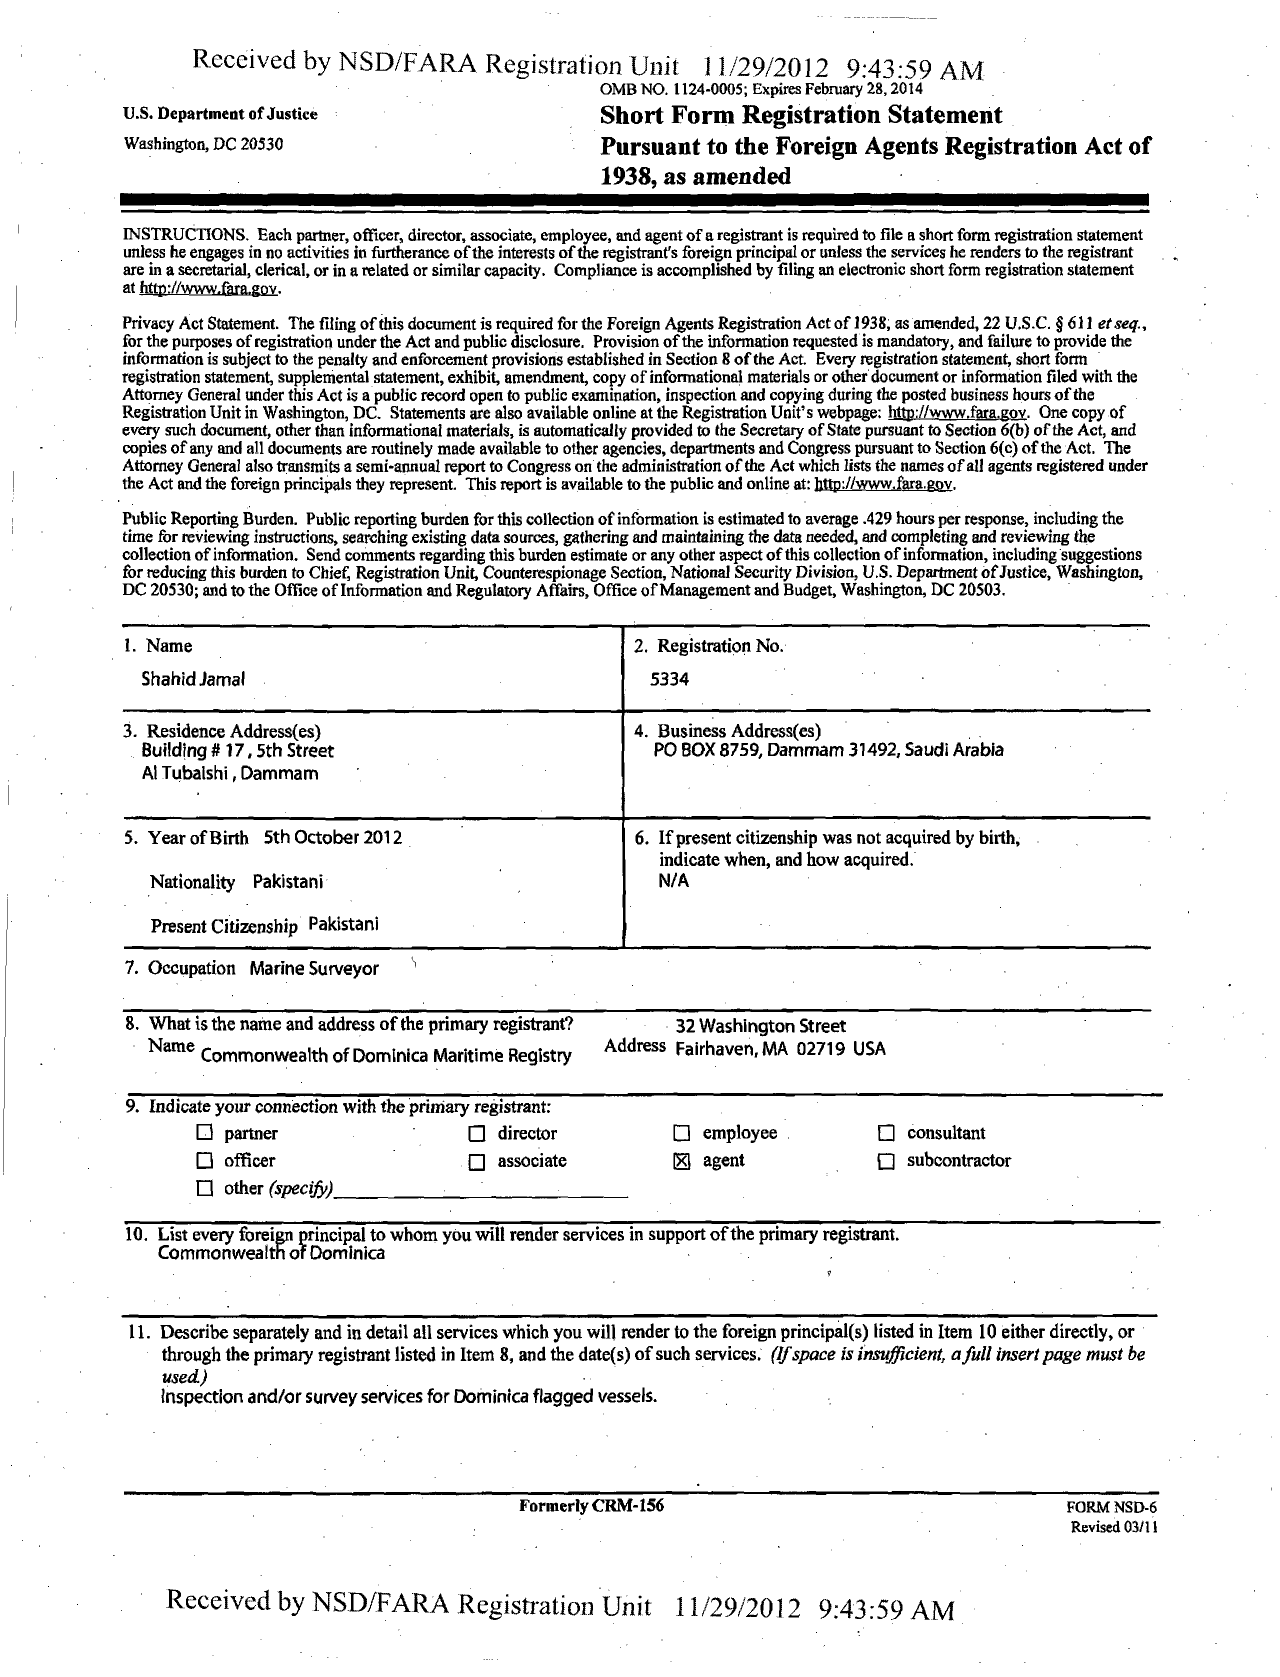 Received by NSD/FARA Registration Unit 11/29/2012 9:43:59 AM
OMB NO. 1124-0005; Expires February 28, 2014
U.S. Department of Justice
Washington, DC 20530
Short Form Registration Statement
Pursuant to the Foreign Agents Registration Act of
1938, as amended
INSTRUCTIONS. Each partner, officer, director, associate, employee, and agent of a registrant is required to file a short form registration statement
unless he engages in no activities in furtherance of the interests of the registrant's foreign principal or unless the services he renders to the registrant
are in a secretarial, clerical, or in a related or similar capacity. Compliance is accomplished by filing an electronic short form registration statement
at http://www.fara.gov.
Privacy Act Statement. The filing of this document is required for the Foreign Agents Registration Act of 1938, as amended, 22 U.S.C. § 611 et seq.,
for the purposes of registration under the Act and public disclosure. Provision of the information requested is mandatory, and failure to provide the
information is subject to the penalty and enforcement provisions established in Section 8 of the Act. Every registration statement, short form
registration statement, supplemental statement, exhibit, amendment, copy of informational materials or other document or information filed with the
Attorney General under this Act is a public record open to public examination, inspection and copying during the posted business hours of the
Registration Unit in Washington, DC. Statements are also available online at the Registration Unit's webpage: http://www.fara.gov. One copy of
every such document, other than informational materials, is automatically provided to the Secretary of State pursuant to Section 6(b) of the Act, and
copies of any and all documents are routinely made available to other agencies, departments and Congress pursuant to Section 6(c) of the Act. The
Attorney General also transmits a semi-annual report to Congress on the administration of the Act which lists the names of all agents registered under
the Act and the foreign principals they represent. This report is available to the public and online at: http://www.fara.gov.
Public Reporting Burden. Public reporting burden for this collection of information is estimated to average .429 hours per response, including the
time for reviewing instructions, searching existing data sources, gathering and maintaining the data needed, and completing and reviewing the
collection of information. Send comments regarding this burden estimate or any other aspect of this collection of information, including suggestions
for reducing this burden to Chief, Registration Unit, Counterespionage Section, National Security Division, U.S. Department of Justice, Washington,
DC 20530; and to the Office of Information and Regulatory Affairs, Office of Management and Budget, Washington, DC 20503.
1. Name
Shahid Jamal
2. Registration No.
5334
3. Residence Address(es)
Building # 17 , 5th Street
Al Tubaishi , Dammam
4. Business Address(es)
PO BOX 8759, Dammam 31492, Saudi Arabia
5. Year of Birth 5th October 2012
Nationality Pakistani
Present Citizenship Pakistani
6. If present citizenship was not acquired by birth,
indicate when, and how acquired.
N/A
7. Occupation Marine Surveyor
8. What is the name and address of the primary registrant?
Name Commonwealth of Dominica Maritime Registry
32 Washington Street
Address Fairhaven, MA 02719 USA
9. Indicate your connection with the primary registrant:
☐ partner ☐ director ☐ employee ☐ consultant
☐ officer ☐ associate ☒ agent ☐ subcontractor
☐ other (specify)
10. List every foreign principal to whom you will render services in support of the primary registrant.
Commonwealth of Dominica
11. Describe separately and in detail all services which you will render to the foreign principal(s) listed in Item 10 either directly, or
through the primary registrant listed in Item 8, and the date(s) of such services. (If space is insufficient, a full insert page must be
used.)
Inspection and/or survey services for Dominica flagged vessels.
Formerly CRM-156
FORM NSD-6
Revised 03/11
Received by NSD/FARA Registration Unit 11/29/2012 9:43:59 AM